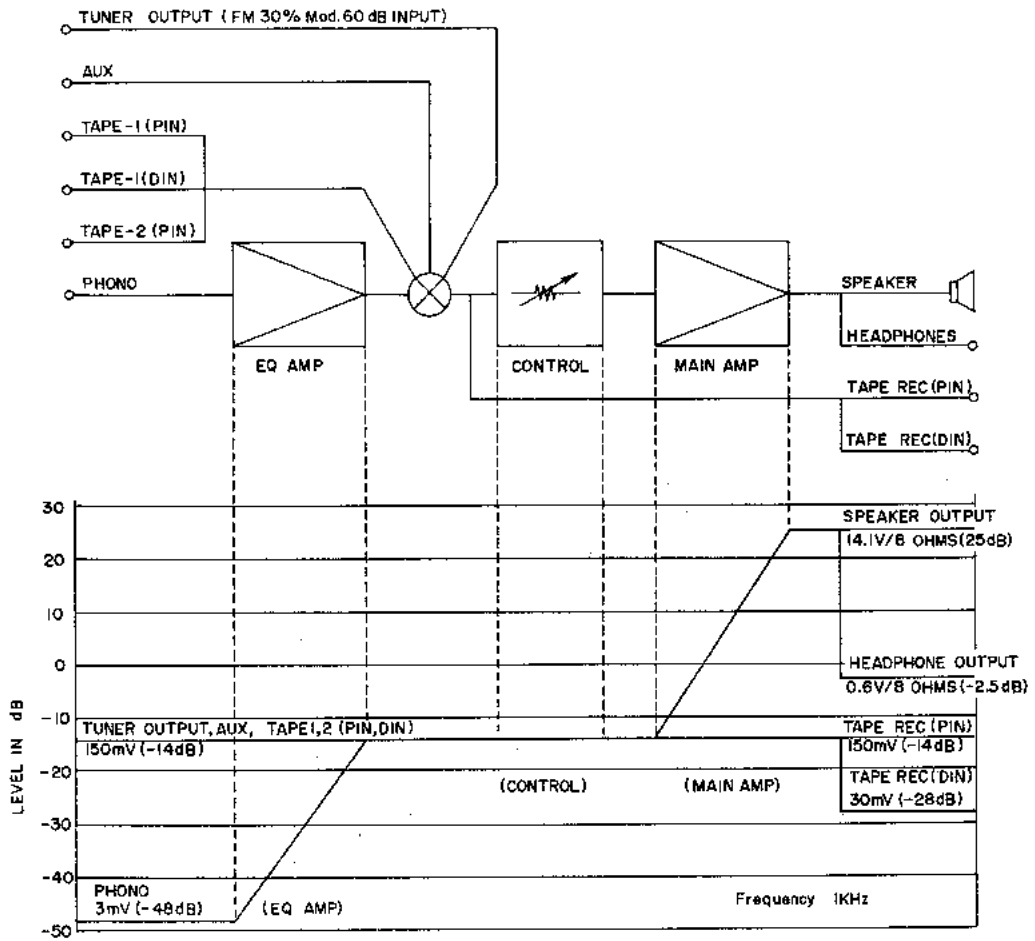 TUNER OUTPUT (FM 30% Mod. 60 dB INPUT)
AUX
TAPE-1 (PIN)
TAPE-1(DIN)
TAPE-2 (PIN)
PHONO
EQ AMP
CONTROL
MAIN AMP
SPEAKER
HEADPHONES
TAPE REC(PIN)
TAPE REC(DIN)
LEVEL IN dB
30
20
10
0
-10
-20
-30
-40
-50
SPEAKER OUTPUT
14.1V/8 OHMS(25dB)
HEADPHONE OUTPUT
0.6V/8 OHMS(-2.5dB)
TUNER OUTPUT, AUX, TAPE1,2 (PIN,DIN)
150mV (-14dB)
TAPE REC (PIN)
150mV (-14dB)
TAPE REC(DIN)
30mV (-28dB)
(CONTROL)
(MAIN AMP)
PHONO
3mV (-48dB)
(EQ AMP)
Frequency 1KHz